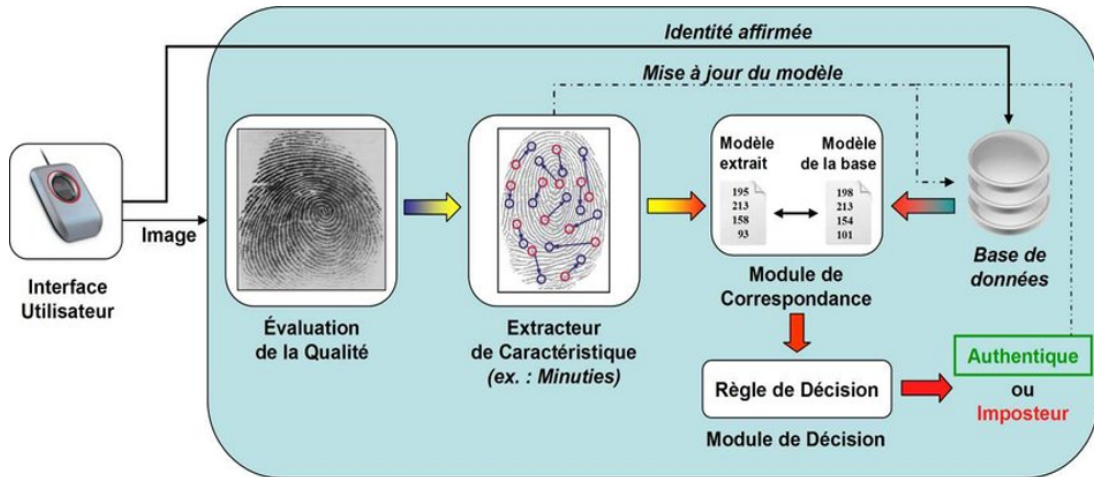 Identité affirmée
Mise à jour du modèle
Image
Interface
Utilisateur
Évaluation
de la Qualité
Extracteur
de Caractéristique
(ex. : Minuties)
Modèle
extrait
195
213
158
93
Modèle
de la base
198
213
154
101
Module de
Correspondance
Base de
données
Règle de Décision
Module de Décision
Authentique
ou
Imposteur